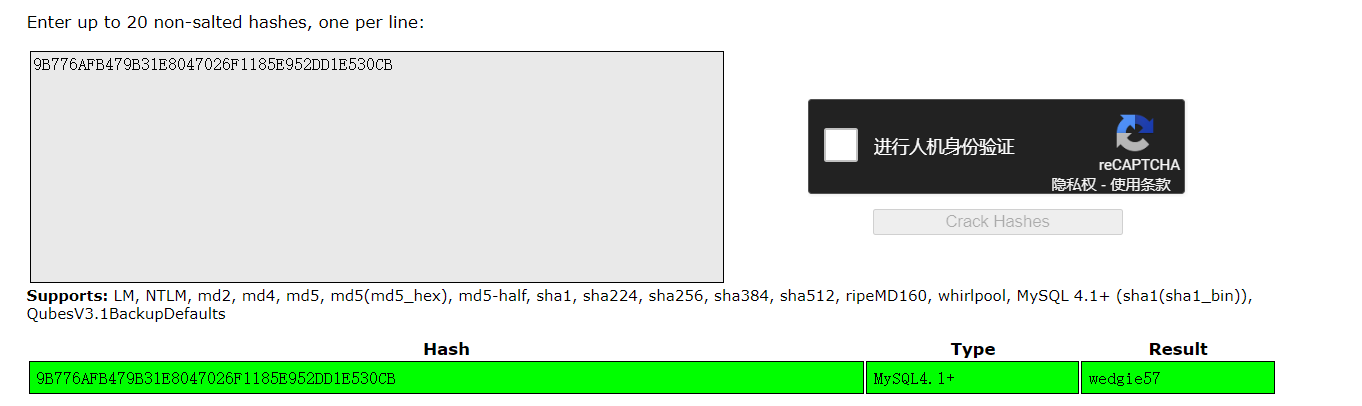 Enter up to 20 non-salted hashes, one per line:
9B776AFB479B31E8047026F1185E952DD1E530CB
进行人机身份验证
reCAPTCHA
隐私权 - 使用条款
Crack Hashes
Supports: LM, NTLM, md2, md4, md5, md5(md5_hex), md5-half, sha1, sha224, sha256, sha384, sha512, ripeMD160, whirlpool, MySQL 4.1+ (sha1(sha1_bin)),
QubesV3.1BackupDefaults
Hash Type Result
9B776AFB479B31E8047026F1185E952DD1E530CB MySQL4.1+ wedgie57